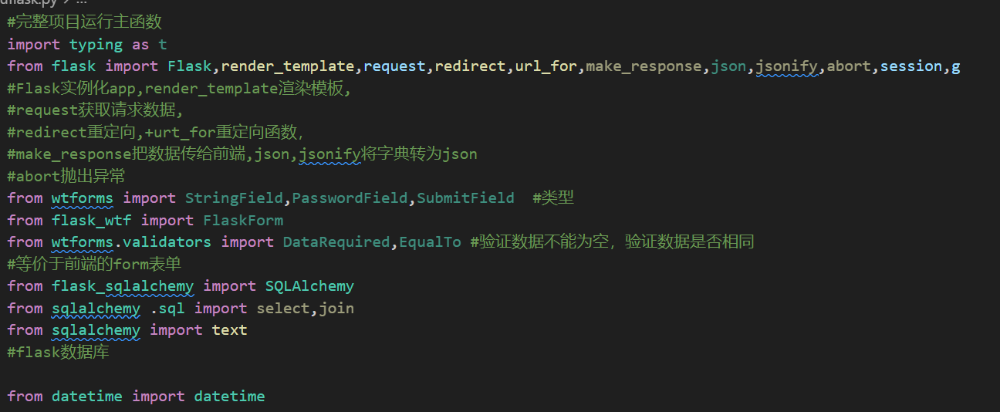 dflask.py > ...
#完整项目运行主函数
import typing as t
from flask import Flask,render_template,request,redirect,url_for,make_response,json,jsonify,abort,session,g
#Flask实例化app,render_template渲染模板,
#request获取请求数据,
#redirect重定向,+urt_for重定向函数,
#make_response把数据传给前端,json,jsonify将字典转为json
#abort抛出异常
from wtforms import StringField,PasswordField,SubmitField  #类型
from flask_wtf import FlaskForm
from wtforms.validators import DataRequired,EqualTo #验证数据不能为空，验证数据是否相同
#等价于前端的form表单
from flask_sqlalchemy import SQLAlchemy
from sqlalchemy .sql import select,join
from sqlalchemy import text
#flask数据库
from datetime import datetime